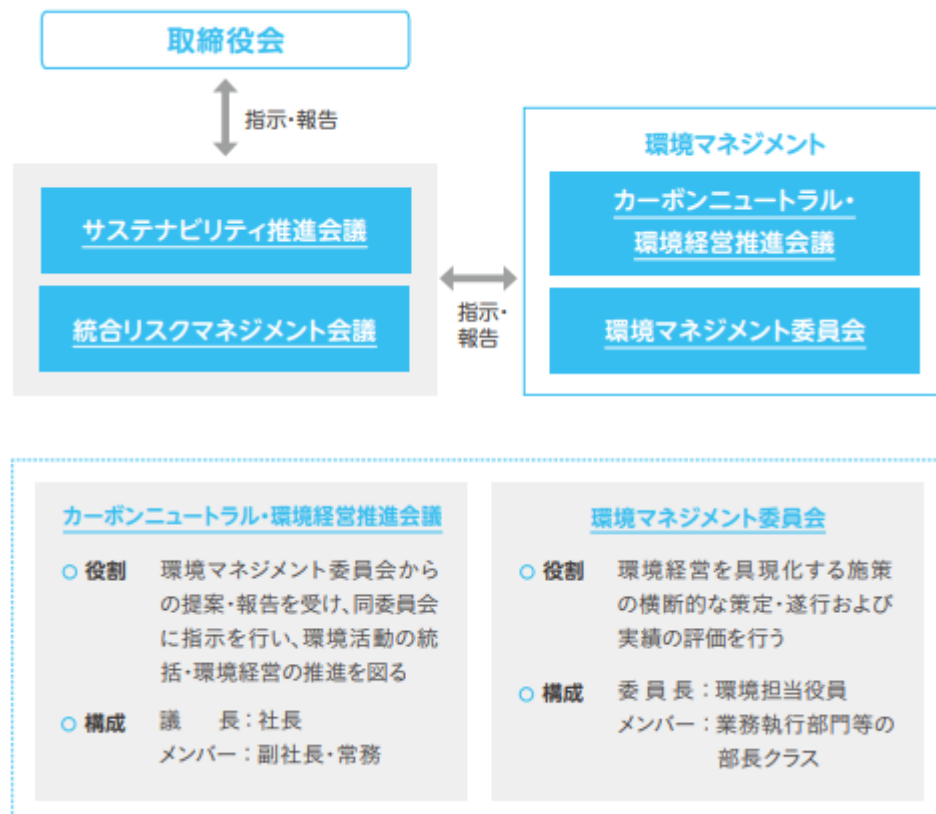 取締役会
指示・報告
サステナビリティ推進会議
統合リスクマネジメント会議
指示・
報告
環境マネジメント
カーボンニュートラル・
環境経営推進会議
環境マネジメント委員会
カーボンニュートラル・環境経営推進会議
役割 環境マネジメント委員会から
の提案・報告を受け、同委員会
に指示を行い、環境活動の統
括・環境経営の推進を図る
構成 議　長：社長
メンバー：副社長・常務
環境マネジメント委員会
役割 環境経営を具現化する施策
の横断的な策定・遂行および
実績の評価を行う
構成 委員長：環境担当役員
メンバー：業務執行部門等の
部長クラス